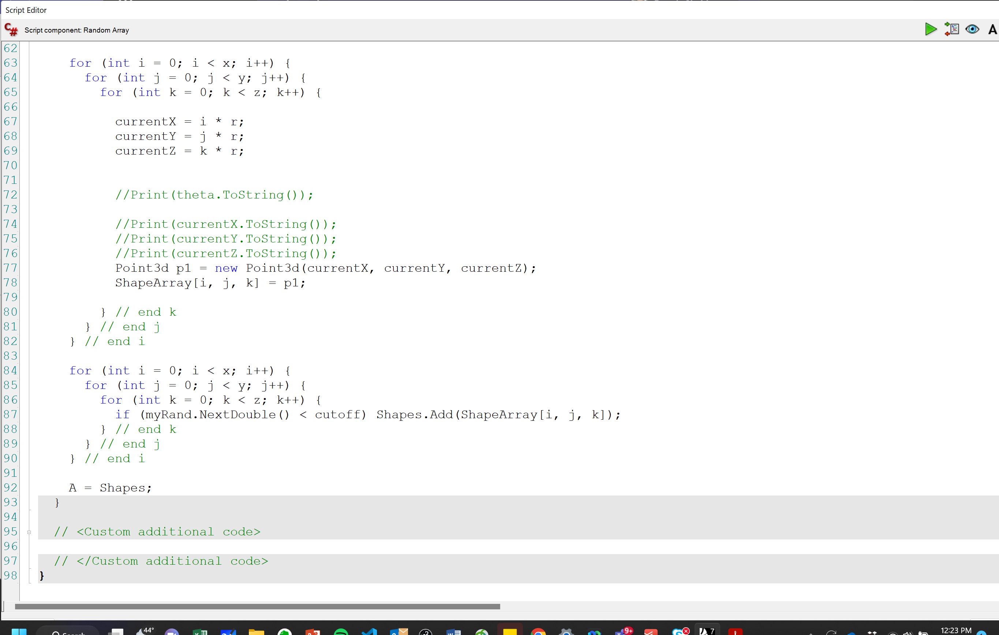 Script Editor
C# Script component: Random Array
A
62
63 for (int i = 0; i < x; i++) {
64 for (int j = 0; j < y; j++) {
65 for (int k = 0; k < z; k++) {
66
67 currentX = i * r;
68 currentY = j * r;
69 currentZ = k * r;
70
71
72 //Print(theta.ToString());
73
74 //Print(currentX.ToString());
75 //Print(currentY.ToString());
76 //Print(currentZ.ToString());
77 Point3d p1 = new Point3d(currentX, currentY, currentZ);
78 ShapeArray[i, j, k] = p1;
79
80 } // end k
81 } // end j
82 } // end i
83
84 for (int i = 0; i < x; i++) {
85 for (int j = 0; j < y; j++) {
86 for (int k = 0; k < z; k++) {
87 if (myRand.NextDouble() < cutoff) Shapes.Add(ShapeArray[i, j, k]);
88 } // end k
89 } // end j
90 } // end i
91
92 A = Shapes;
93 }
94
95 // <Custom additional code>
96
97 // </Custom additional code>
98 }
Search 44° 9+ 7 12:23 PM